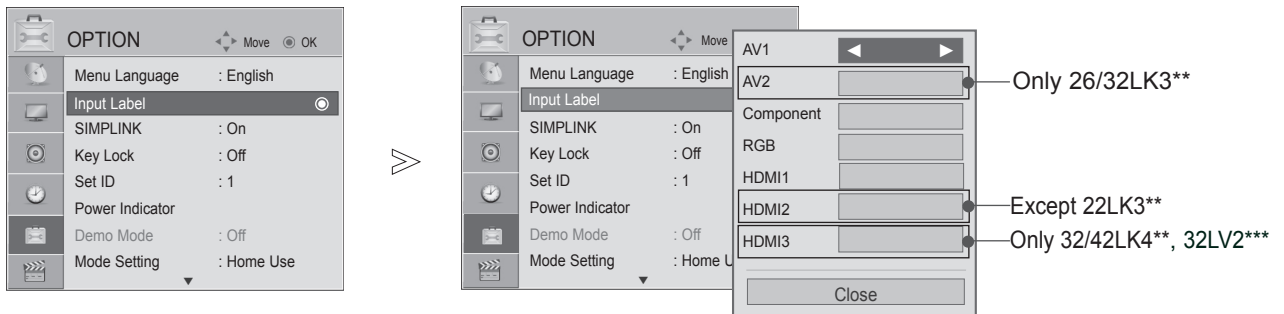 OPTION
Move OK
Menu Language : English
Input Label
SIMPLINK : On
Key Lock : Off
Set ID : 1
Power Indicator
Demo Mode : Off
Mode Setting : Home Use
OPTION
Move
Menu Language : English
Input Label
SIMPLINK : On
Key Lock : Off
Set ID : 1
Power Indicator
Demo Mode : Off
Mode Setting : Home U
AV1
AV2
Component
RGB
HDMI1
HDMI2
HDMI3
Close
Only 26/32LK3**
Except 22LK3**
Only 32/42LK4**, 32LV2***